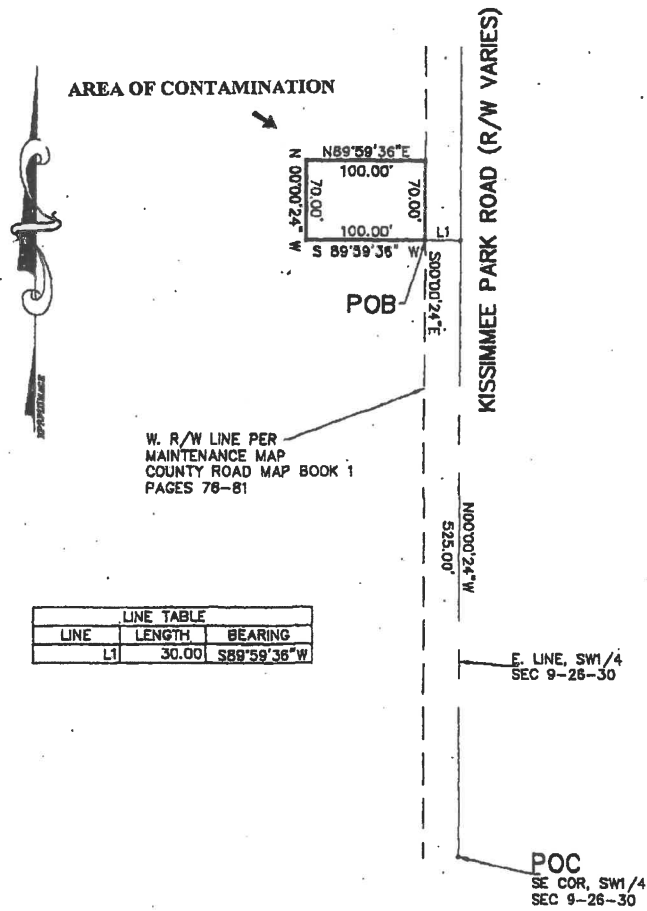 AREA OF CONTAMINATION
KISSIMMEE PARK ROAD (R/W VARIES)
N89°59'36"E
100.00'
N 00°00'24" W
70.00'
70.00'
100.00'
S 89°59'36" W
L1
POB
S00°00'24"E
W. R/W LINE PER
MAINTENANCE MAP
COUNTY ROAD MAP BOOK 1
PAGES 78-81
N00°00'24"W
525.00'
LINE TABLE
LINE LENGTH BEARING
L1 30.00 S89°59'36"W
E. LINE, SW1/4
SEC 9-26-30
POC
SE COR, SW1/4
SEC 9-26-30